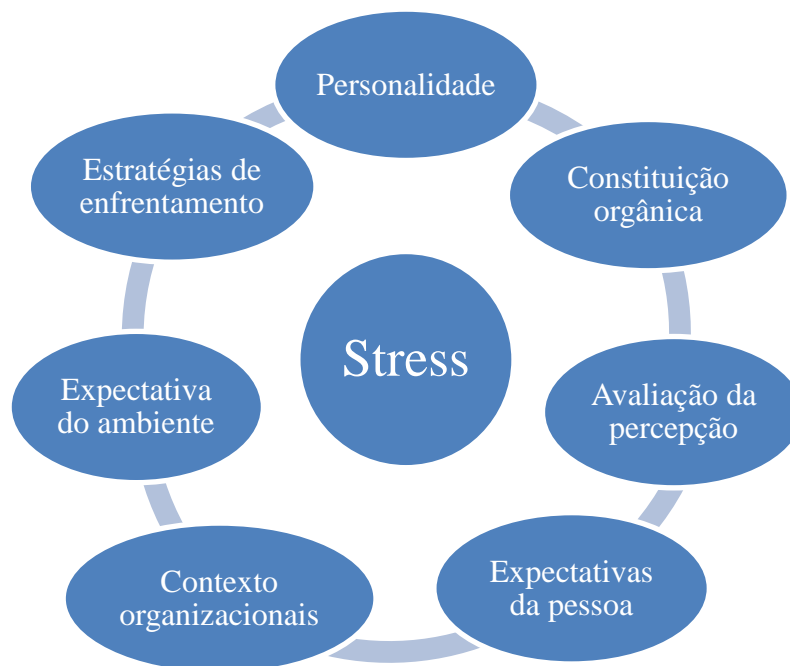 Personalidade
Constituição
orgânica
Avaliação da
percepção
Expectativas
da pessoa
Contexto
organizacionais
Expectativa
do ambiente
Estratégias de
enfrentamento
Stress